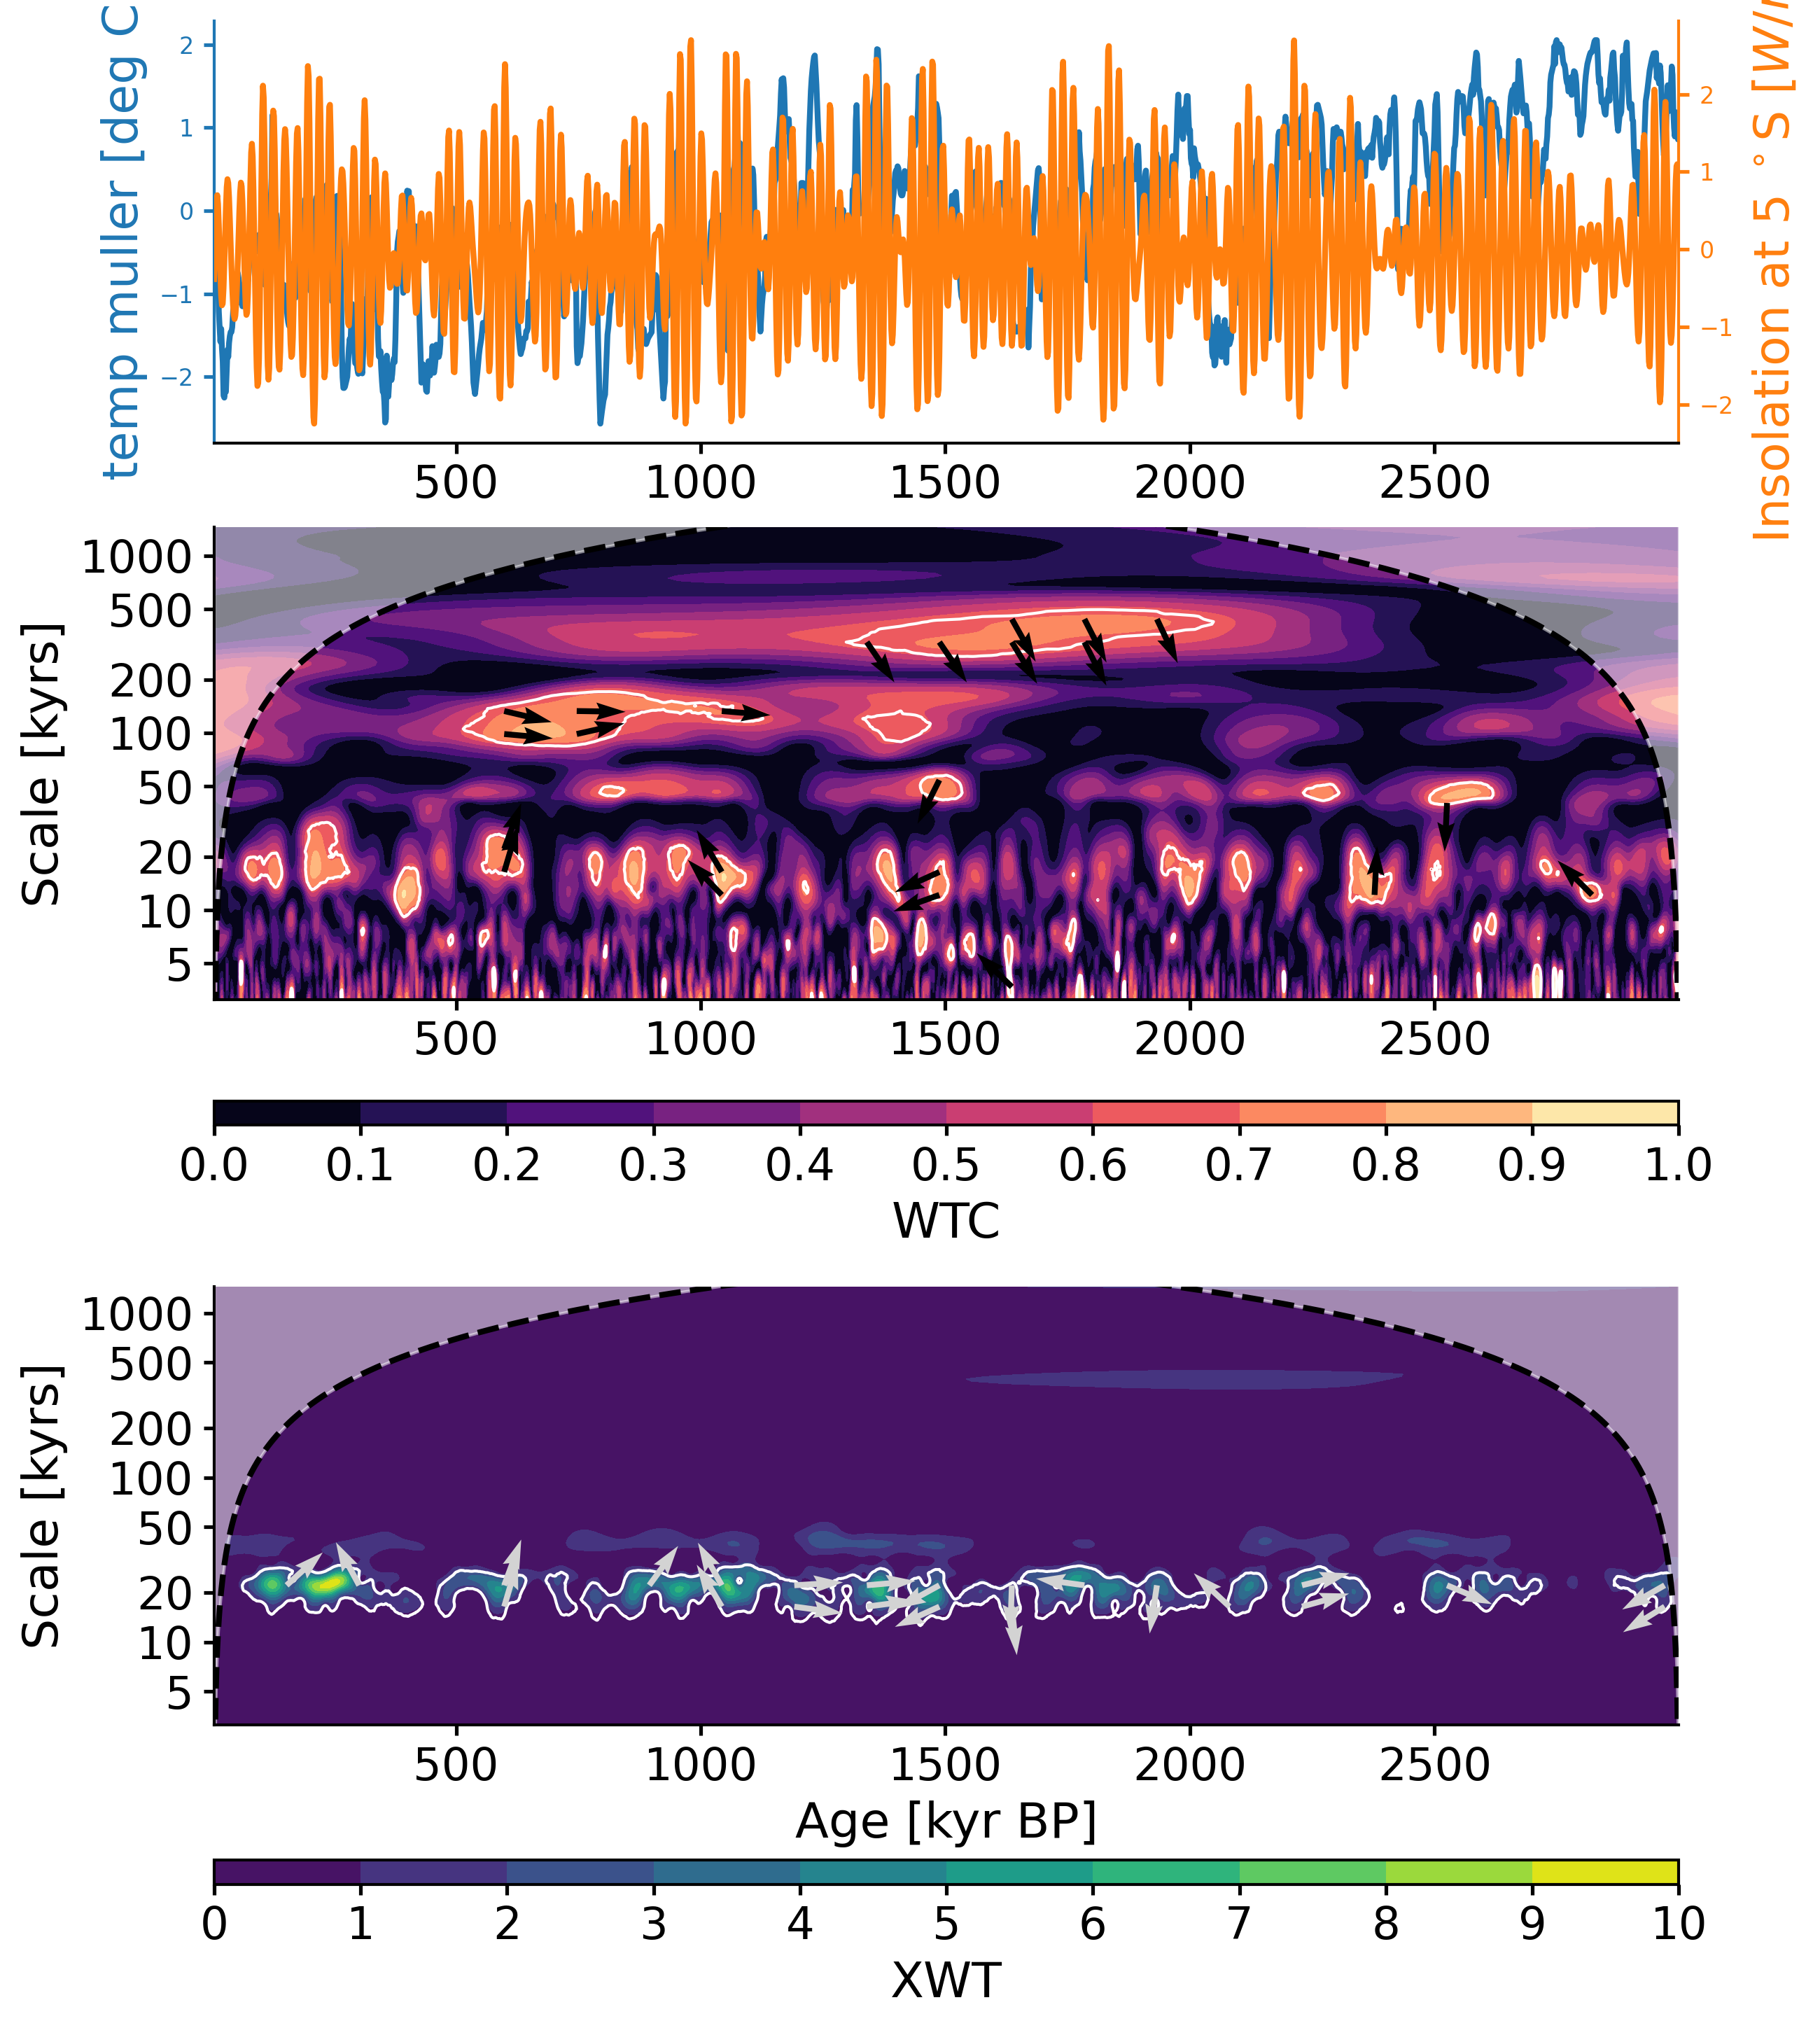 temp muller [deg C
2
1
0
−1
−2
2
1
0
−1
−2
Insolation at 5 ° S [W/
500 1000 1500 2000 2500
Scale [kyrs]
1000
500
200
100
50
20
10
5
500 1000 1500 2000 2500
0.0 0.1 0.2 0.3 0.4 0.5 0.6 0.7 0.8 0.9 1.0
WTC
Scale [kyrs]
1000
500
200
100
50
20
10
5
500 1000 1500 2000 2500
Age [kyr BP]
0 1 2 3 4 5 6 7 8 9 10
XWT